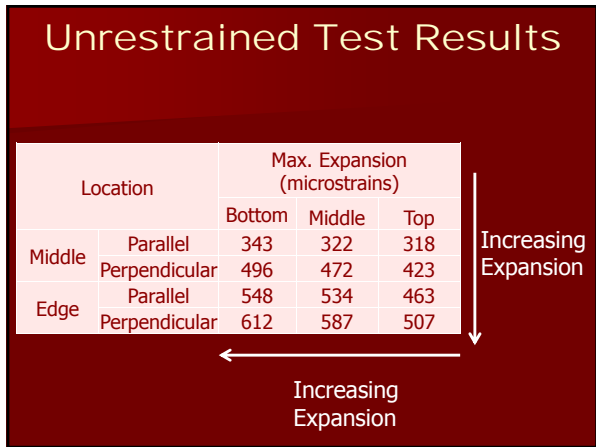 Unrestrained Test Results
Location
Max. Expansion
(microstrains)
Bottom Middle Top
Middle Parallel 343 322 318
Perpendicular 496 472 423
Edge Parallel 548 534 463
Perpendicular 612 587 507
Increasing
Expansion
Increasing
Expansion